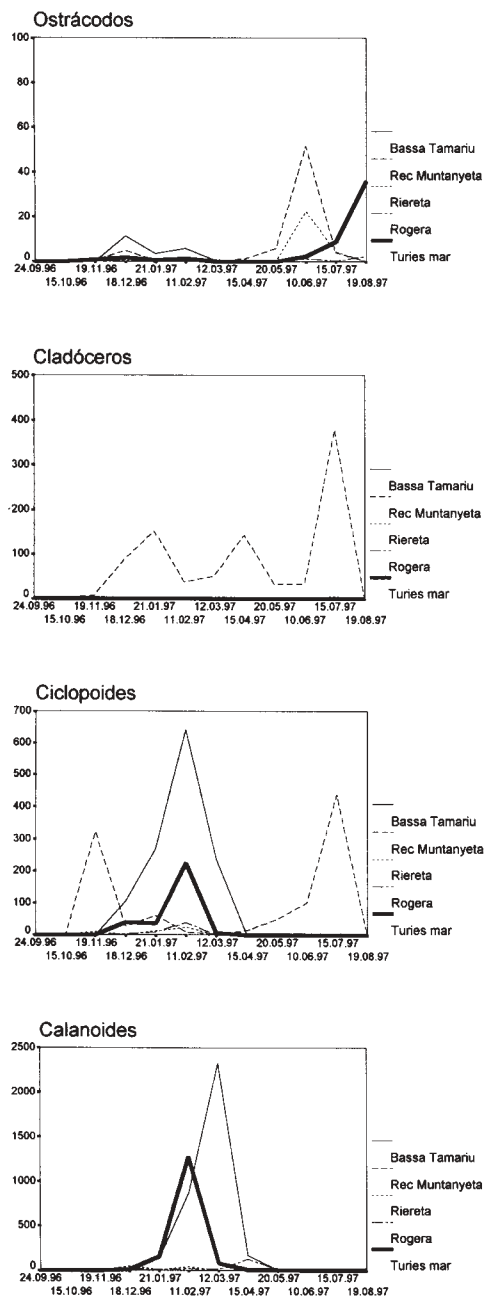 Ostrácodos
100
80
60
40
20
0
Bassa Tamariu
Rec Muntanyeta
Riereta
Rogera
Turies mar
24.09.96 19.11.96 21.01.97 12.03.97 20.05.97 15.07.97
15.10.96 18.12.96 11.02.97 15.04.97 10.06.97 19.08.97
Cladóceros
500
400
300
200
100
0
Bassa Tamariu
Rec Muntanyeta
Riereta
Rogera
Turies mar
24.09.96 19.11.96 21.01.97 12.03.97 20.05.97 15.07.97
15.10.96 18.12.96 11.02.97 15.04.97 10.06.97 19.08.97
Ciclopoides
700
600
500
400
300
200
100
0
Bassa Tamariu
Rec Muntanyeta
Riereta
Rogera
Turies mar
24.09.96 19.11.96 21.01.97 12.03.97 20.05.97 15.07.97
15.10.96 18.12.96 11.02.97 15.04.97 10.06.97 19.08.97
Calanoides
2500
2000
1500
1000
500
0
Bassa Tamariu
Rec Muntanyeta
Riereta
Rogera
Turies mar
24.09.96 19.11.96 21.01.97 12.03.97 20.05.97 15.07.97
15.10.96 18.12.96 11.02.97 15.04.97 10.06.97 19.08.97